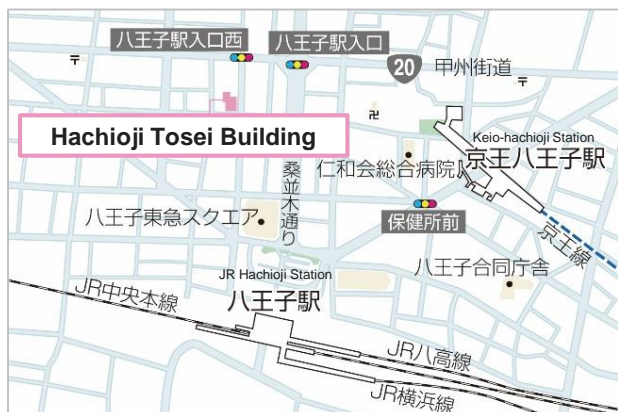 八王子駅入口西
八王子駅入口
20
甲州街道
Hachioji Tosei Building
Keio-hachioji Station
京王八王子駅
仁和会総合病院
桑並木通り
八王子東急スクエア
保健所前
京王線
JR Hachioji Station
八王子駅
八王子合同庁舎
JR中央本線
JR八高線
JR横浜線